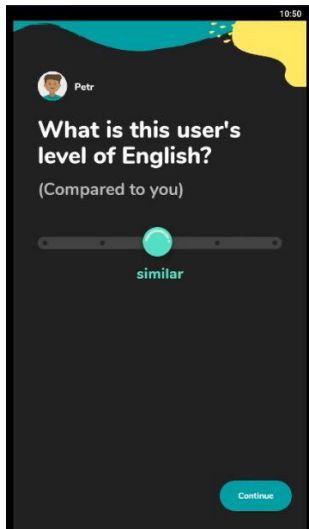 10:50
Petr
What is this user's
level of English?
(Compared to you)
similar
Continue